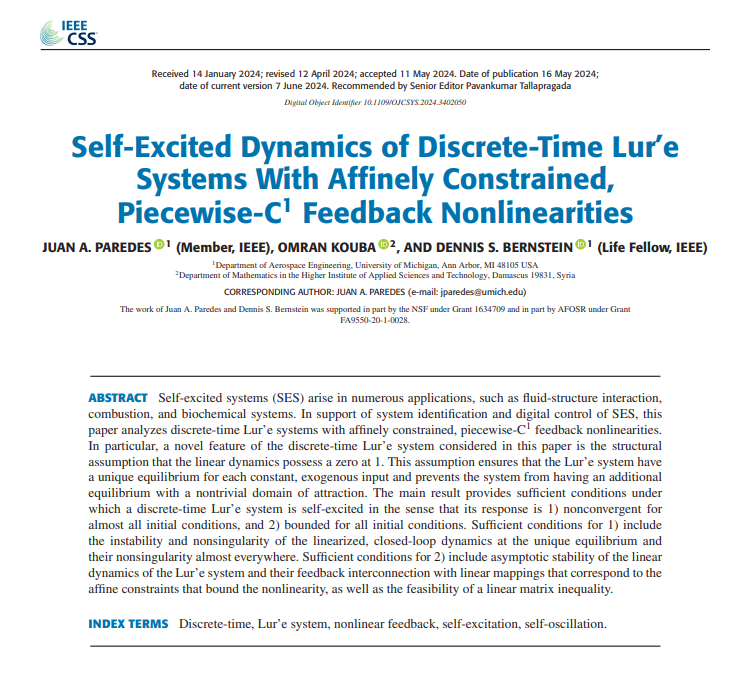 IEEE
CSS
Received 14 January 2024; revised 12 April 2024; accepted 11 May 2024. Date of publication 16 May 2024;
date of current version 7 June 2024. Recommended by Senior Editor Pavankumar Tallapragada
Digital Object Identifier 10.1109/OJCSYS.2024.3402050
Self-Excited Dynamics of Discrete-Time Lur’e
Systems With Affinely Constrained,
Piecewise-C¹ Feedback Nonlinearities
JUAN A. PAREDES iD 1 (Member, IEEE), OMRAN KOUBA iD 2, AND DENNIS S. BERNSTEIN iD 1 (Life Fellow, IEEE)
¹Department of Aerospace Engineering, University of Michigan, Ann Arbor, MI 48105 USA
²Department of Mathematics in the Higher Institute of Applied Sciences and Technology, Damascus 19831, Syria
CORRESPONDING AUTHOR: JUAN A. PAREDES (e-mail: jparedes@umich.edu)
The work of Juan A. Paredes and Dennis S. Bernstein was supported in part by the NSF under Grant 1634709 and in part by AFOSR under Grant
FA9550-20-1-0028.
ABSTRACT Self-excited systems (SES) arise in numerous applications, such as fluid-structure interaction,
combustion, and biochemical systems. In support of system identification and digital control of SES, this
paper analyzes discrete-time Lur’e systems with affinely constrained, piecewise-C¹ feedback nonlinearities.
In particular, a novel feature of the discrete-time Lur’e system considered in this paper is the structural
assumption that the linear dynamics possess a zero at 1. This assumption ensures that the Lur’e system have
a unique equilibrium for each constant, exogenous input and prevents the system from having an additional
equilibrium with a nontrivial domain of attraction. The main result provides sufficient conditions under
which a discrete-time Lur’e system is self-excited in the sense that its response is 1) nonconvergent for
almost all initial conditions, and 2) bounded for all initial conditions. Sufficient conditions for 1) include
the instability and nonsingularity of the linearized, closed-loop dynamics at the unique equilibrium and
their nonsingularity almost everywhere. Sufficient conditions for 2) include asymptotic stability of the linear
dynamics of the Lur’e system and their feedback interconnection with linear mappings that correspond to the
affine constraints that bound the nonlinearity, as well as the feasibility of a linear matrix inequality.
INDEX TERMS Discrete-time, Lur’e system, nonlinear feedback, self-excitation, self-oscillation.